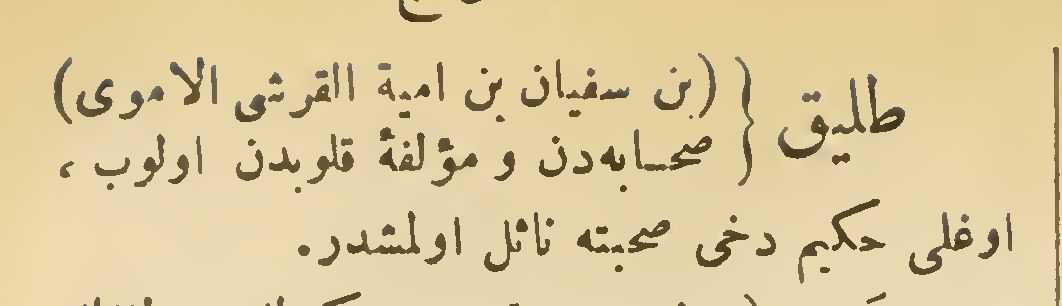 طليق { (بن سفيان بن امية القرشى الاموى)
صحابه‌دن و مؤلفهٔ قلوبدن اولوب ،
اوغلى حكيم دخى صحبته نائل اولمشدر.